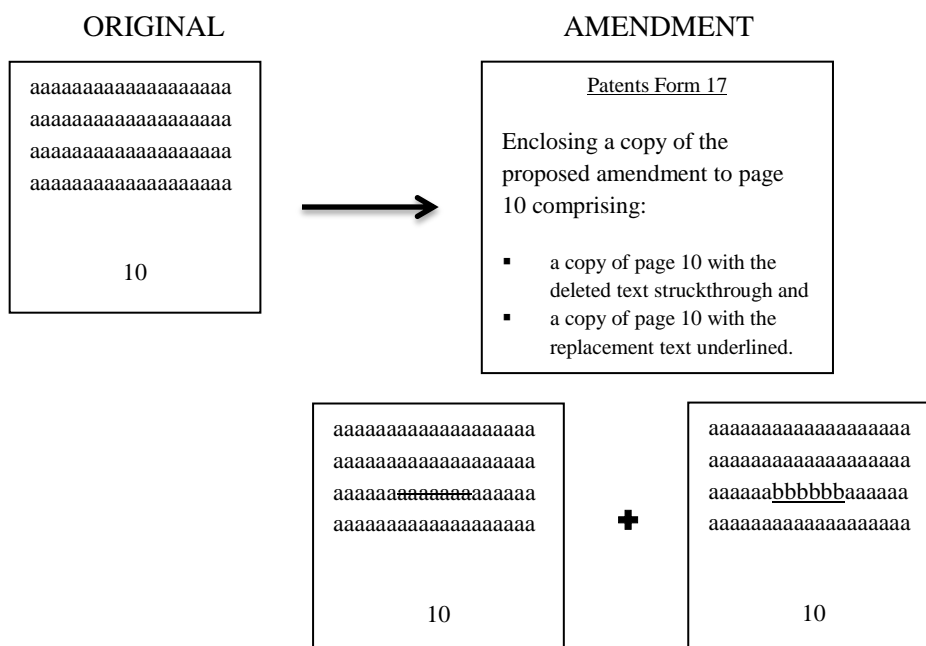 ORIGINAL
AMENDMENT
aaaaaaaaaaaaaaaaaaa
aaaaaaaaaaaaaaaaaaa
aaaaaaaaaaaaaaaaaaa
aaaaaaaaaaaaaaaaaaa
10
Patents Form 17
Enclosing a copy of the
proposed amendment to page
10 comprising:
▪ a copy of page 10 with the
deleted text struckthrough and
▪ a copy of page 10 with the
replacement text underlined.
aaaaaaaaaaaaaaaaaaa
aaaaaaaaaaaaaaaaaaa
aaaaaaaaaaaaaaaaaaa
aaaaaaaaaaaaaaaaaaa
10
aaaaaaaaaaaaaaaaaaa
aaaaaaaaaaaaaaaaaaa
aaaaaabbbbbbaaaaaa
aaaaaaaaaaaaaaaaaaa
10